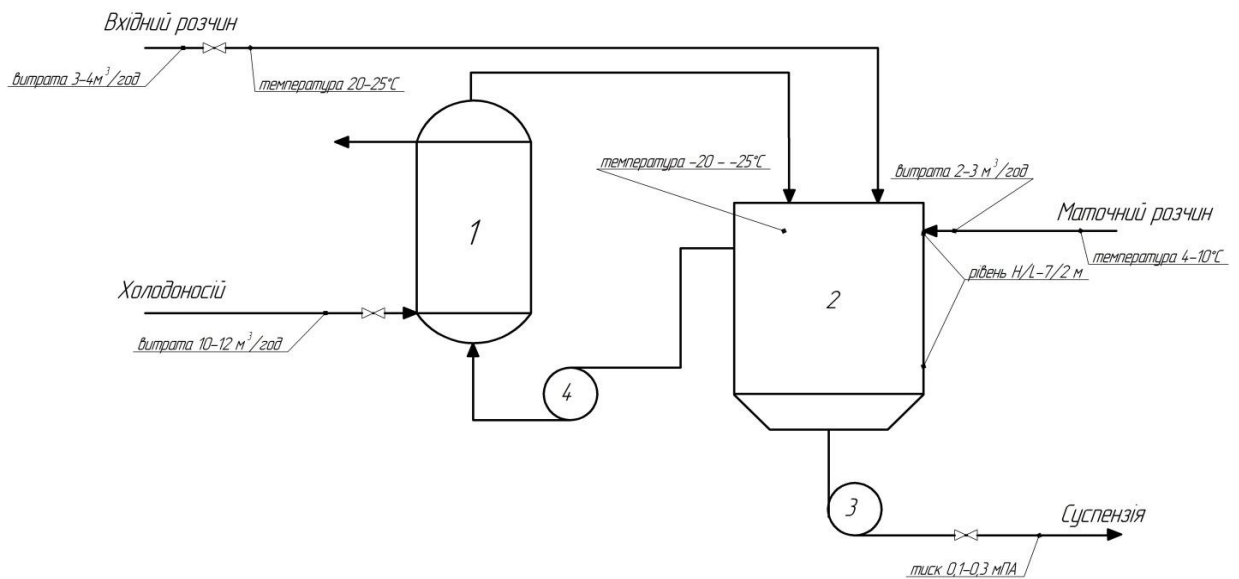 Вхідний розчин
витрата 3-4м³/год
температура 20-25°С
температура -20 - -25°С
витрата 2-3 м³/год
Маточний розчин
температура 4-10°С
рівень H/L-7/2 м
1
2
Холодоносій
витрата 10-12 м³/год
4
3
Суспензія
тиск 0,1-0,3 мПА